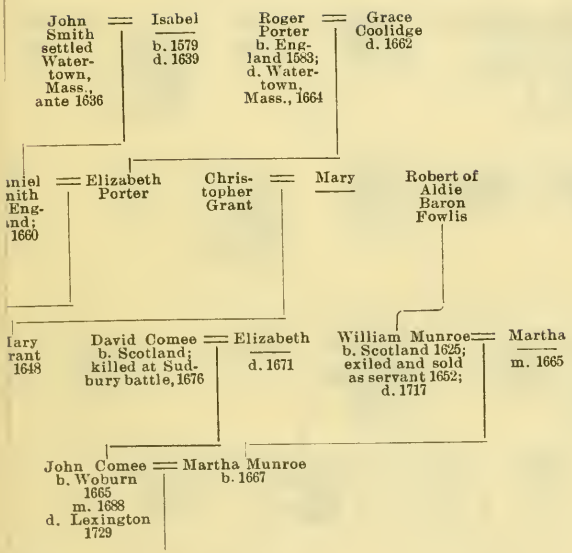 John
Smith
settled
Water-
town,
Mass.,
ante 1636
Isabel
b. 1579
d. 1639
Roger
Porter
b. Eng-
land 1583;
d. Water-
town,
Mass., 1664
Grace
Coolidge
d. 1662
Elizabeth
Porter
Chris-
topher
Grant
Mary
Robert of
Aldie
Baron
Fowlis
1660
1648
David Comee
b. Scotland;
killed at Sud-
bury battle, 1676
Elizabeth
d. 1671
William Munroe
b. Scotland 1625;
exiled and sold
as servant 1652;
d. 1717
Martha
m. 1665
John Comee
b. Woburn
1665
m. 1688
d. Lexington
1729
Martha Munroe
b. 1667